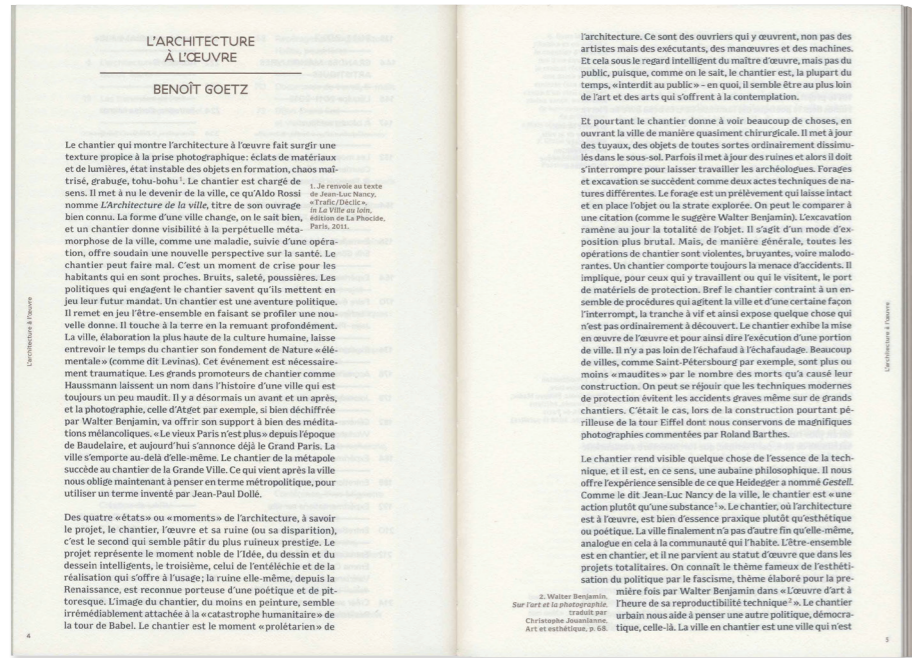 L'ARCHITECTURE
À L'ŒUVRE
BENOÎT GOETZ
Le chantier qui montre l'architecture à l'œuvre fait surgir une
texture propice à la prise photographique : éclats de matériaux
et de lumières, état instable des objets en formation, chaos maî-
trisé, grabuge, tohu-bohu¹. Le chantier est chargé de
sens. Il met à nu le devenir de la ville, ce qu'Aldo Rossi
nomme L'Architecture de la ville, titre de son ouvrage
bien connu. La forme d'une ville change, on le sait bien,
et un chantier donne visibilité à la perpétuelle méta-
morphose de la ville, comme une maladie, suivie d'une opéra-
tion, offre soudain une nouvelle perspective sur la santé. Le
chantier peut faire mal. C'est un moment de crise pour les
habitants qui en sont proches. Bruits, saleté, poussières. Les
politiques qui engagent le chantier savent qu'ils mettent en
jeu leur futur mandat. Un chantier est une aventure politique.
Il remet en jeu l'être-ensemble en faisant se profiler une nou-
velle donne. Il touche à la terre en la remuant profondément.
La ville, élaboration la plus haute de la culture humaine, laisse
entrevoir le temps du chantier son fondement de Nature « élé-
mentale » (comme dit Levinas). Cet événement est nécessaire-
ment traumatique. Les grands promoteurs de chantier comme
Haussmann laissent un nom dans l'histoire d'une ville qui est
toujours un peu maudit. Il y a désormais un avant et un après,
et la photographie, celle d'Atget par exemple, si bien déchiffrée
par Walter Benjamin, va offrir son support à bien des médita-
tions mélancoliques. « Le vieux Paris n'est plus » depuis l'époque
de Baudelaire, et aujourd'hui s'annonce déjà le Grand Paris. La
ville s'emporte au-delà d'elle-même. Le chantier de la métapole
succède au chantier de la Grande Ville. Ce qui vient après la ville
nous oblige maintenant à penser en terme métropolitique, pour
utiliser un terme inventé par Jean-Paul Dollé.
1. Je renvoie au texte
de Jean-Luc Nancy,
« Trafic/Déclic »,
in La Ville au loin,
édition de La Phocide,
Paris, 2011.
Des quatre « états » ou « moments » de l'architecture, à savoir
le projet, le chantier, l'œuvre et sa ruine (ou sa disparition),
c'est le second qui semble pâtir du plus ruineux prestige. Le
projet représente le moment noble de l'Idée, du dessin et du
dessein intelligents, le troisième, celui de l'entéléchie et de la
réalisation qui s'offre à l'usage ; la ruine elle-même, depuis la
Renaissance, est reconnue porteuse d'une poétique et de pit-
toresque. L'image du chantier, du moins en peinture, semble
irrémédiablement attachée à la « catastrophe humanitaire » de
la tour de Babel. Le chantier est le moment « prolétarien » de
L'architecture à l'œuvre
4
l'architecture. Ce sont des ouvriers qui y œuvrent, non pas des
artistes mais des exécutants, des manœuvres et des machines.
Et cela sous le regard intelligent du maître d'œuvre, mais pas du
public, puisque, comme on le sait, le chantier est, la plupart du
temps, « interdit au public » – en quoi, il semble être au plus loin
de l'art et des arts qui s'offrent à la contemplation.
Et pourtant le chantier donne à voir beaucoup de choses, en
ouvrant la ville de manière quasiment chirurgicale. Il met à jour
des tuyaux, des objets de toutes sortes ordinairement dissimu-
lés dans le sous-sol. Parfois il met à jour des ruines et alors il doit
s'interrompre pour laisser travailler les archéologues. Forages
et excavation se succèdent comme deux actes techniques de na-
tures différentes. Le forage est un prélèvement qui laisse intact
et en place l'objet ou la strate explorée. On peut le comparer à
une citation (comme le suggère Walter Benjamin). L'excavation
ramène au jour la totalité de l'objet. Il s'agit d'un mode d'ex-
position plus brutal. Mais, de manière générale, toutes les
opérations de chantier sont violentes, bruyantes, voire malodo-
rantes. Un chantier comporte toujours la menace d'accidents. Il
implique, pour ceux qui y travaillent ou qui le visitent, le port
de matériels de protection. Bref le chantier contraint à un en-
semble de procédures qui agitent la ville et d'une certaine façon
l'interrompt, la tranche à vif et ainsi expose quelque chose qui
n'est pas ordinairement à découvert. Le chantier exhibe la mise
en œuvre de l'œuvre et pour ainsi dire l'exécution d'une portion
de ville. Il n'y a pas loin de l'échafaud à l'échafaudage. Beaucoup
de villes, comme Saint-Pétersbourg par exemple, sont plus ou
moins « maudites » par le nombre des morts qu'a causé leur
construction. On peut se réjouir que les techniques modernes
de protection évitent les accidents graves même sur de grands
chantiers. C'était le cas, lors de la construction pourtant pé-
rilleuse de la tour Eiffel dont nous conservons de magnifiques
photographies commentées par Roland Barthes.
Le chantier rend visible quelque chose de l'essence de la tech-
nique, et il est, en ce sens, une aubaine philosophique. Il nous
offre l'expérience sensible de ce que Heidegger a nommé Gestell.
Comme le dit Jean-Luc Nancy de la ville, le chantier est « une
action plutôt qu'une substance¹ ». Le chantier, où l'architecture
est à l'œuvre, est bien d'essence praxique plutôt qu'esthétique
ou poétique. La ville finalement n'a pas d'autre fin qu'elle-même,
analogue en cela à la communauté qui l'habite. L'être-ensemble
est en chantier, et il ne parvient au statut d'œuvre que dans les
projets totalitaires. On connaît le thème fameux de l'esthéti-
sation du politique par le fascisme, thème élaboré pour la pre-
mière fois par Walter Benjamin dans « L'Œuvre d'art à
l'heure de sa reproductibilité technique² ». Le chantier
urbain nous aide à penser une autre politique, démocra-
tique, celle-là. La ville en chantier est une ville qui n'est
2. Walter Benjamin,
Sur l'art et la photographie,
traduit par
Christophe Jouanlanne,
Art et esthétique, p. 68.
L'architecture à l'œuvre
5